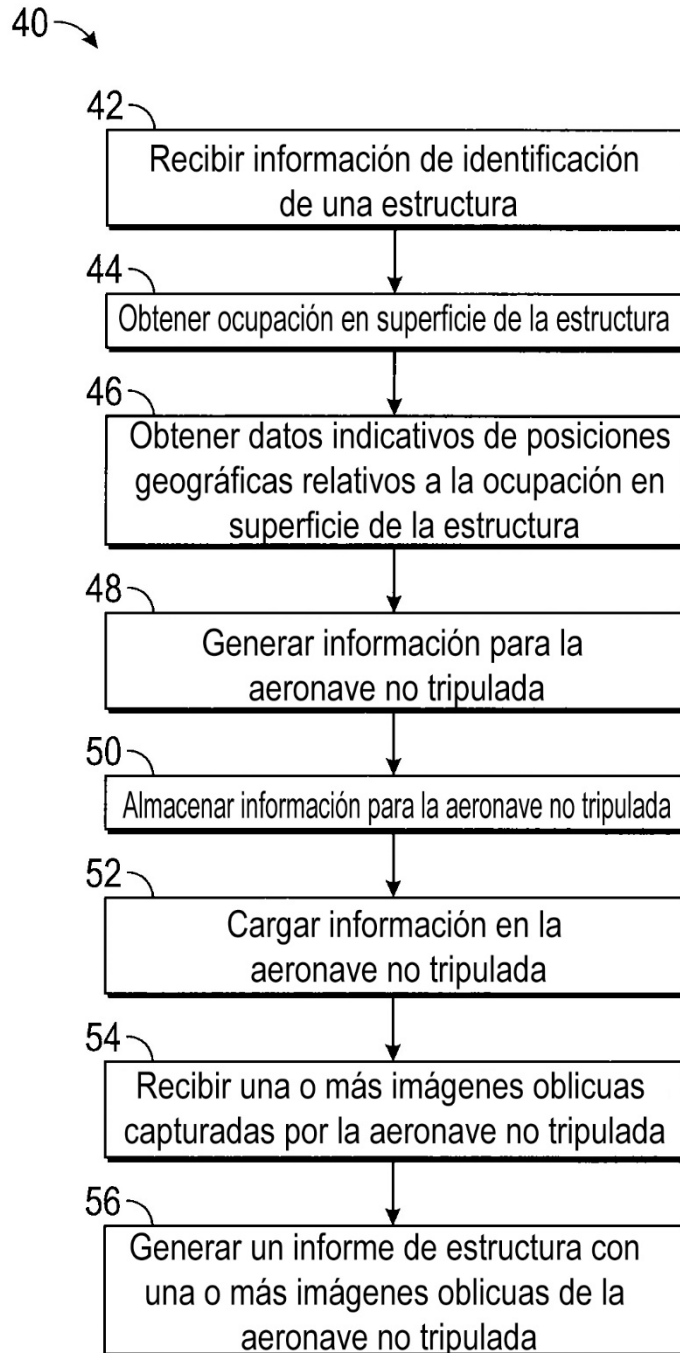 40
42
Recibir información de identificación
de una estructura
44
Obtener ocupación en superficie de la estructura
46
Obtener datos indicativos de posiciones
geográficas relativos a la ocupación en
superficie de la estructura
48
Generar información para la
aeronave no tripulada
50
Almacenar información para la aeronave no tripulada
52
Cargar información en la
aeronave no tripulada
54
Recibir una o más imágenes oblicuas
capturadas por la aeronave no tripulada
56
Generar un informe de estructura con
una o más imágenes oblicuas de la
aeronave no tripulada